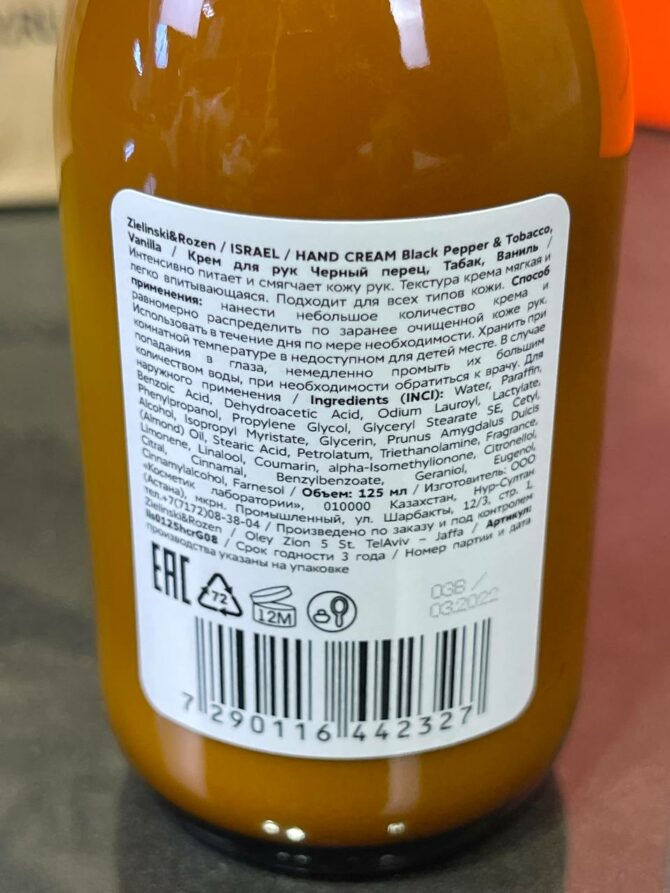 Zielinski&Rozen / ISRAEL / HAND CREAM Black Pepper & Tobacco,
Vanilla / Крем для рук Черный перец, Табак, Ваниль /
Интенсивно питает и смягчает кожу рук. Текстура крема мягкая и
легко впитывающаяся. Подходит для всех типов кожи. Способ
применения: нанести небольшое количество крема и
равномерно распределить по заранее очищенной коже рук.
Использовать в течение дня по мере необходимости. Хранить при
комнатной температуре в недоступном для детей месте. В случае
попадания в глаза, немедленно промыть их большим
количеством воды, при необходимости обратиться к врачу. Для
наружного применения / Ingredients (INCI): Water, Paraffin,
Benzoic Acid, Dehydroacetic Acid, Odium Lauroyl, Lactylate,
Phenylpropanol, Propylene Glycol, Glyceryl Stearate SE, Cetyl,
Alcohol, Isopropyl Myristate, Glycerin, Prunus Amygdalus Dulcis
(Almond) Oil, Stearic Acid, Petrolatum, Triethanolamine, Fragrance,
Limonene, Linalool, Coumarin, alpha-Isomethylionone, Citronellol,
Citral, Cinnamal, Benzylbenzoate, Geraniol, Eugenol,
Cinnamylalcohol, Farnesol / Объем: 125 мл / Изготовитель: ООО
«Косметик лаборатории», 010000 Казахстан, Нур-Султан
(Астана), мкрн. Промышленный, ул. Шарбакты, 12/3, стр. 1,
тел.+7(7172)08-38-04 / Произведено по заказу и под контролем
Zielinski&Rozen / Oley Zion 5 St. TelAviv – Jaffa / Артикул:
lla0125hcrG08 / Срок годности 3 года / Номер партии и дата
производства указаны на упаковке
EAC 72 12M
03B /
03.2022
7 290116 442327